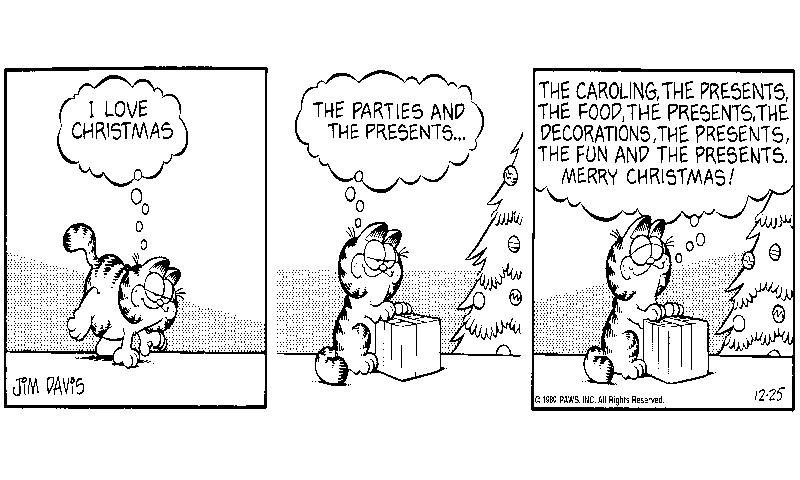 I LOVE
CHRISTMAS
THE PARTIES AND
THE PRESENTS...
THE CAROLING, THE PRESENTS,
THE FOOD, THE PRESENTS, THE
DECORATIONS, THE PRESENTS,
THE FUN AND THE PRESENTS.
MERRY CHRISTMAS!
JIM DAVIS
© 1989 PAWS, INC. All Rights Reserved.
12-25